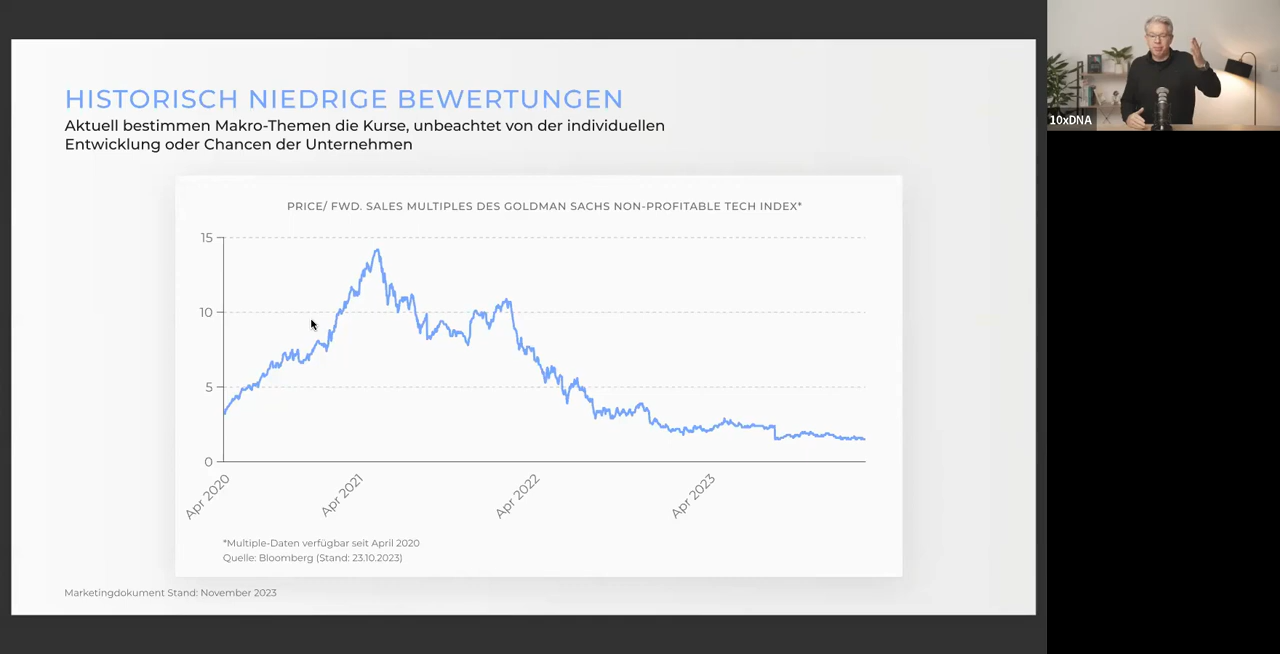 HISTORISCH NIEDRIGE BEWERTUNGEN
Aktuell bestimmen Makro-Themen die Kurse, unbeachtet von der individuellen
Entwicklung oder Chancen der Unternehmen
PRICE/ FWD. SALES MULTIPLES DES GOLDMAN SACHS NON-PROFITABLE TECH INDEX*
15
10
5
0
Apr 2020
Apr 2021
Apr 2022
Apr 2023
*Multiple-Daten verfügbar seit April 2020
Quelle: Bloomberg (Stand: 23.10.2023)
Marketingdokument Stand: November 2023
10xDNA